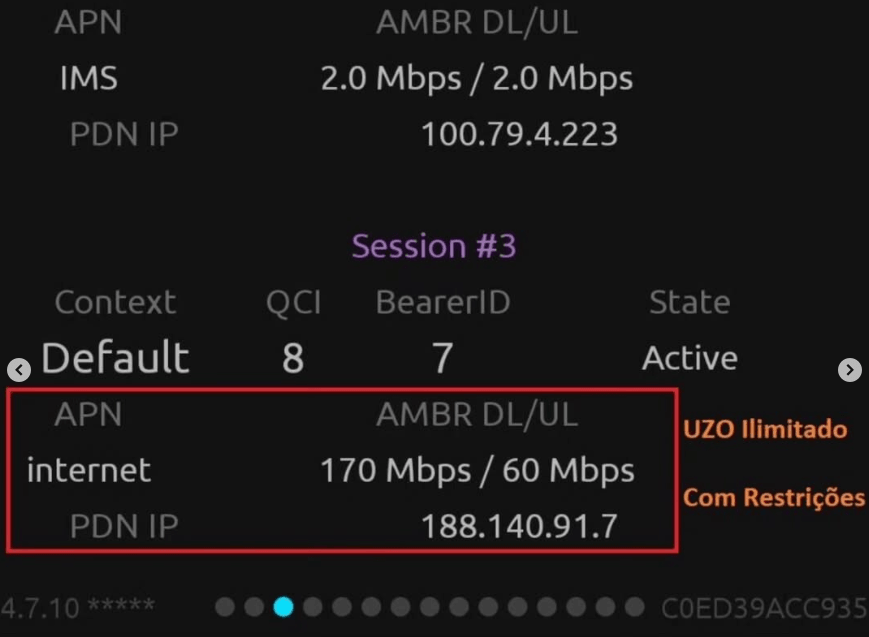 APN AMBR DL/UL
IMS 2.0 Mbps / 2.0 Mbps
PDN IP 100.79.4.223
Session #3
Context QCI BearerID State
Default 8 7 Active
APN AMBR DL/UL
UZO Ilimitado
internet 170 Mbps / 60 Mbps
Com Restrições
PDN IP 188.140.91.7
4.7.10 ***** C0ED39ACC935